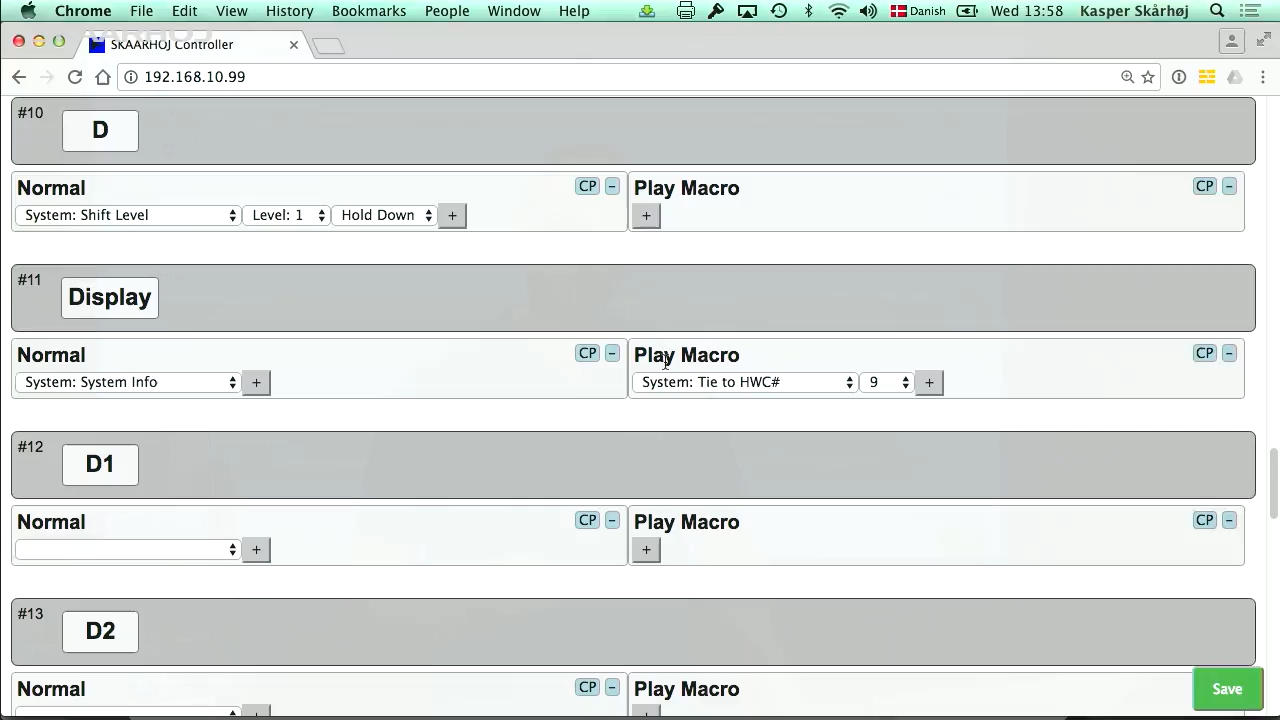 Chrome File Edit View History Bookmarks People Window Help Danish Wed 13:58 Kasper Skårhøj
SKAARHOJ Controller
192.168.10.99
#10 D
Normal CP − Play Macro CP −
System: Shift Level Level: 1 Hold Down + +
#11 Display
Normal CP − Play Macro CP −
System: System Info + System: Tie to HWC# 9 +
#12 D1
Normal CP − Play Macro CP −
+ +
#13 D2
Normal CP − Play Macro CP −
Save